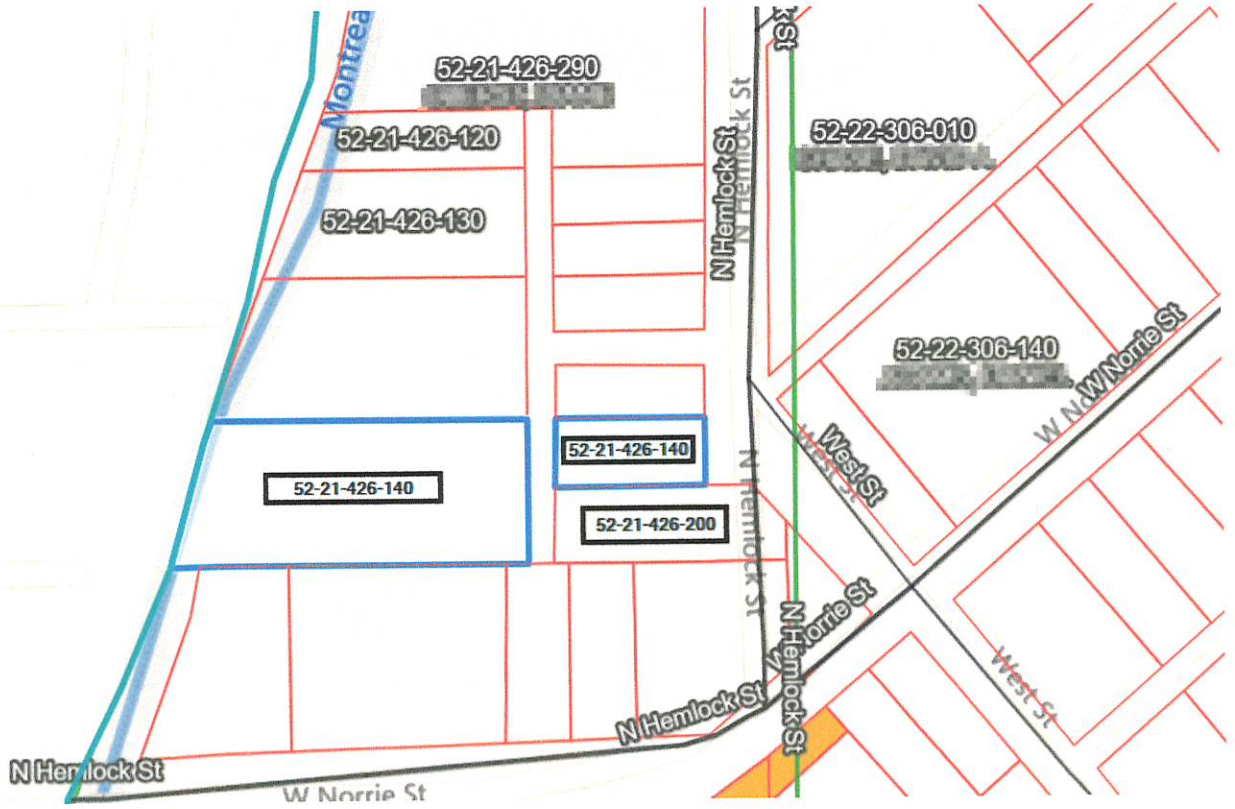 Montrea
k St
52-21-426-290
N Hemlock St
N Hemlock St
52-22-306-010
52-21-426-120
52-21-426-130
52-22-306-140
W Norrie St
W No
52-21-426-140
52-21-426-140
West St
West St
52-21-426-200
N Hemlock St
W Norrie St
N Hemlock St
West St
N Hemlock St
N Hemlock St
W Norrie St